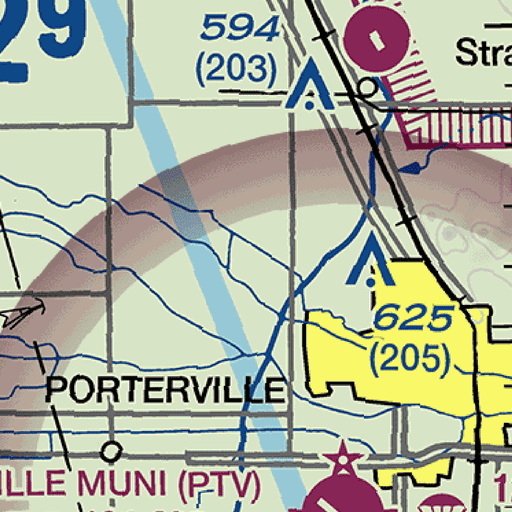 29
594
(203)
Stra
625
(205)
PORTERVILLE
ILLE MUNI (PTV)